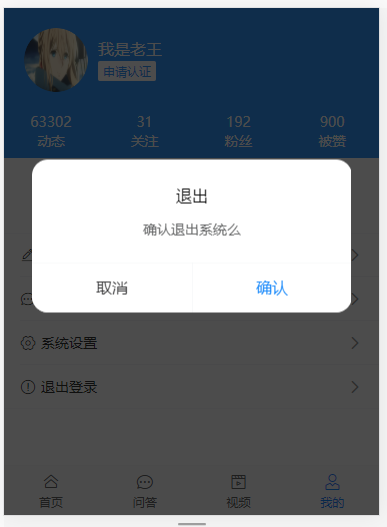 我是老王
申请认证
63302 31 192 900
动态 关注 粉丝 被赞
退出
确认退出系统么
取消 确认
系统设置
退出登录
首页 问答 视频 我的